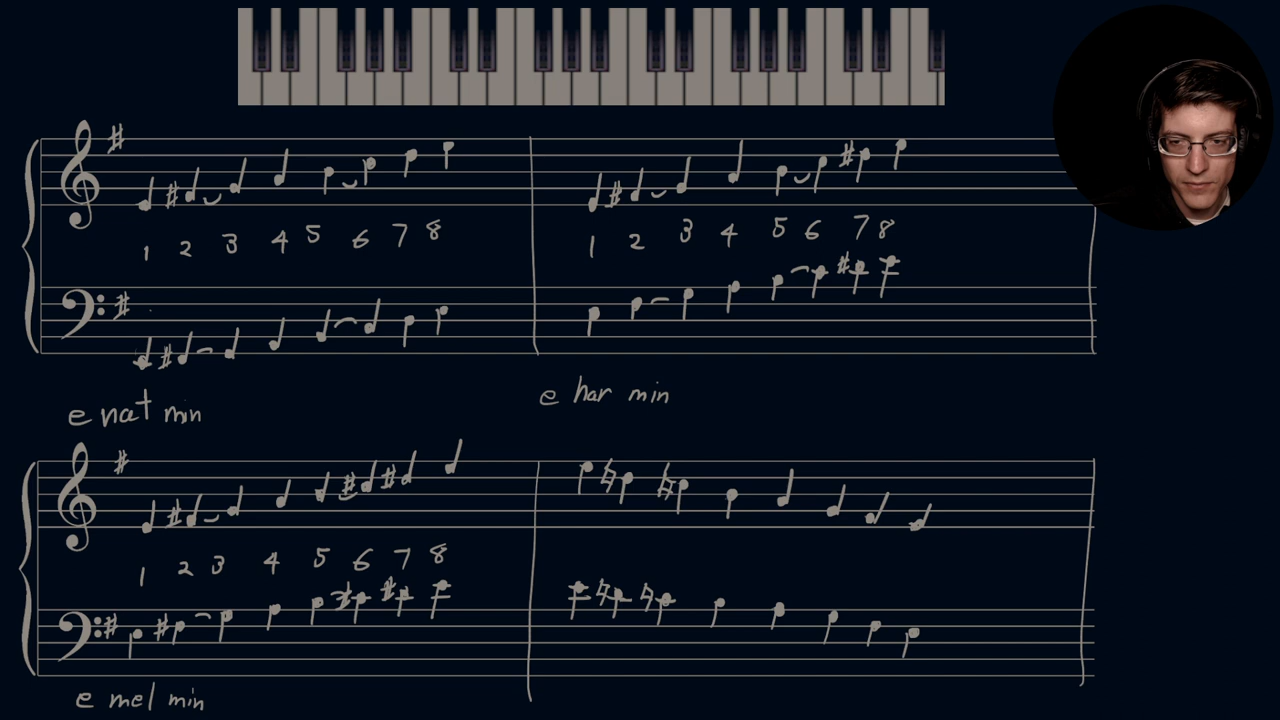 1 2 3 4 5 6 7 8
1 2 3 4 5 6 7 8
e nat min
e har min
1 2 3 4 5 6 7 8
e mel min